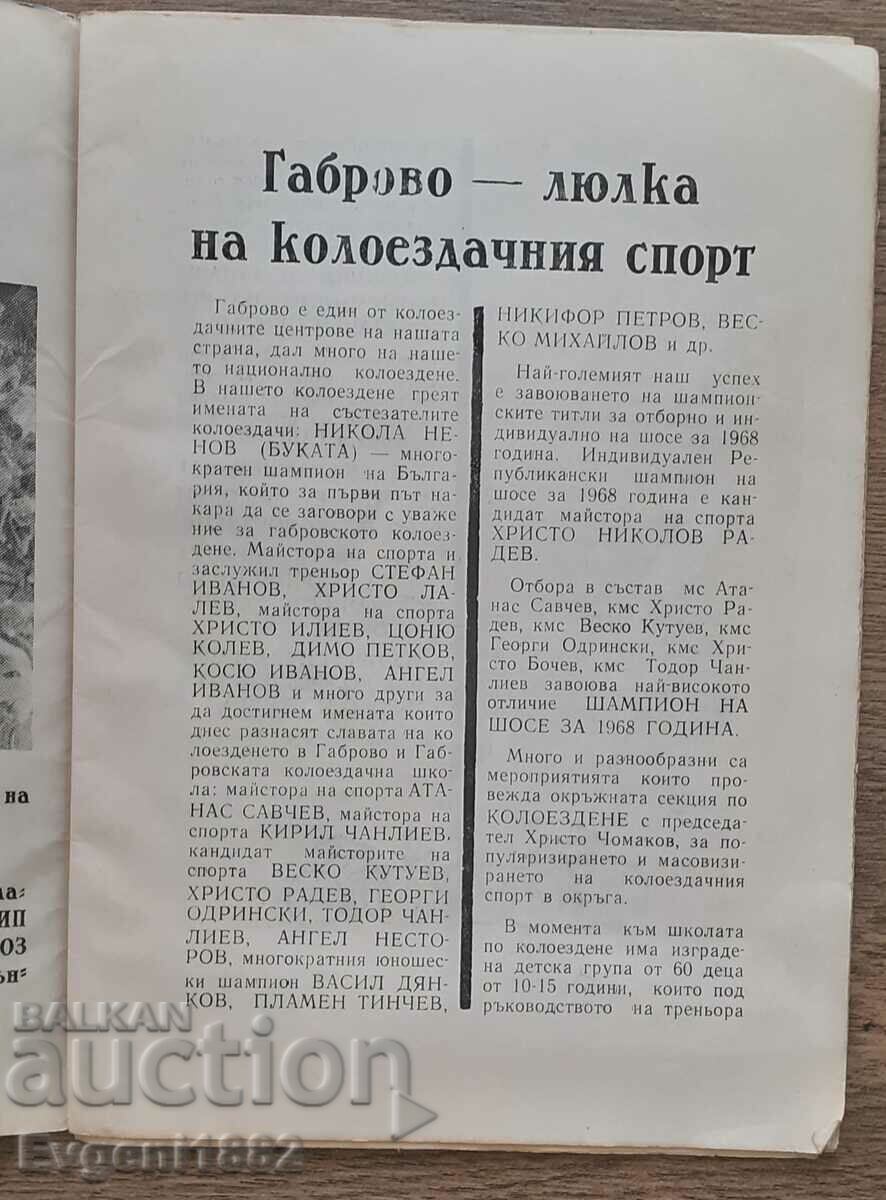 Габрово — люлка
на колоездачния спорт
Габрово е един от колоез-
дачните центрове на нашата
страна, дал много на наше-
то национално колоездене.
В нашето колоездене греят
имената на състезателите
колоездачи: НИКОЛА НЕ-
НОВ (БУКАТА) — много-
кратен шампион на Бълга-
рия, който за първи път на-
кара да се заговори с уваже
ние за габровското колоез-
дене. Майстора на спорта и
заслужил треньор СТЕФАН
ИВАНОВ, ХРИСТО ЛА-
ЛЕВ, майстора на спорта
ХРИСТО ИЛИЕВ, ЦОНЮ
КОЛЕВ, ДИМО ПЕТКОВ,
КОСЮ ИВАНОВ, АНГЕЛ
ИВАНОВ и много други за
да достигнем имената които
днес разнасят славата на ко
лоезденето в Габрово и Габ-
ровската колоездачна шко-
ла: майстора на спорта АТА-
НАС САВЧЕВ, майстора на
спорта КИРИЛ ЧАНЛИЕВ,
кандидат майсторите на
спорта ВЕСКО КУТУЕВ,
ХРИСТО РАДЕВ, ГЕОРГИ
ОДРИНСКИ, ТОДОР ЧАН-
ЛИЕВ, АНГЕЛ НЕСТО-
РОВ, многократния юношес-
ки шампион ВАСИЛ ДЯН-
КОВ, ПЛАМЕН ТИНЧЕВ,
НИКИФОР ПЕТРОВ, ВЕС-
КО МИХАЙЛОВ и др.
Най-големият наш успех
е завоюването на шампион-
ските титли за отборно и ин-
дивидуално на шосе за 1968
година. Индивидуален Ре-
публикански шампион на
шосе за 1968 година е кан-
дидат майстора на спорта
ХРИСТО НИКОЛОВ РА-
ДЕВ.
Отбора в състав мс Ата-
нас Савчев, кмс Христо Ра-
дев, кмс Веско Кутуев, кмс
Георги Одрински, кмс Хри-
сто Бочев, кмс Тодор Чан-
лиев завоюва най-високото
отличие ШАМПИОН НА
ШОСЕ ЗА 1968 ГОДИНА.
Много и разнообразни са
мероприятията които про-
вежда окръжната секция по
КОЛОЕЗДЕНЕ с председа-
тел Христо Чомаков, за по-
пуляризирането и масовизи-
рането на колоездачния
спорт в окръга.
В момента към школата
по колоездене има изграде-
на детска група от 60 деца
от 10-15 години, които под
ръководството на треньора
на
ИП
ОЗ
BALKAN
auction
Evgeni1882